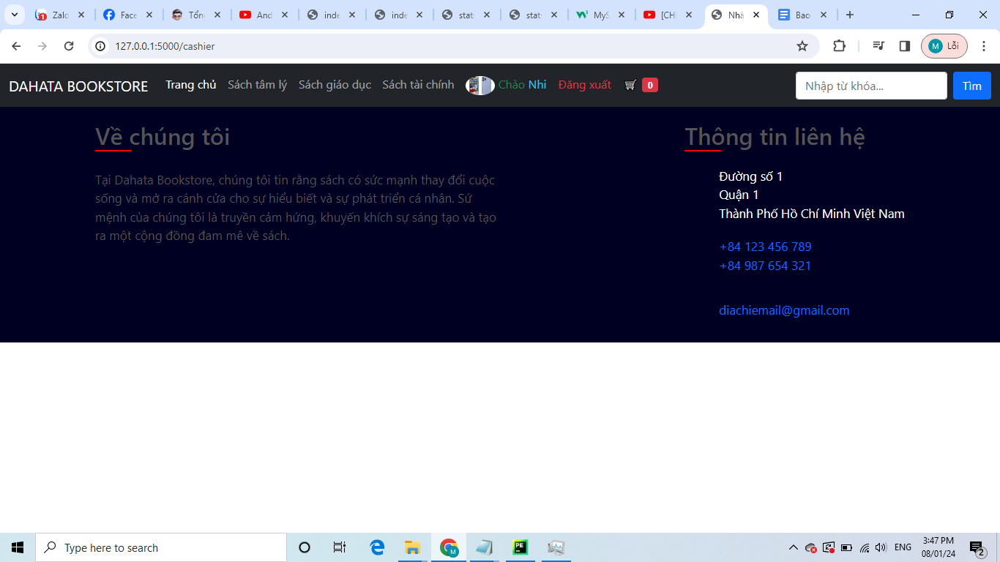 Zalo
Face
Tổn
And
inde
inde
stat
stat
MyS
[CH
Nhà
Bao
127.0.0.1:5000/cashier
M
Lỗi
DAHATA BOOKSTORE
Trang chủ
Sách tâm lý
Sách giáo dục
Sách tài chính
Chào Nhi
Đăng xuất
0
Nhập từ khóa...
Tìm
Về chúng tôi
Tại Dahata Bookstore, chúng tôi tin rằng sách có sức mạnh thay đổi cuộc
sống và mở ra cánh cửa cho sự hiểu biết và sự phát triển cá nhân. Sứ
mệnh của chúng tôi là truyền cảm hứng, khuyến khích sự sáng tạo và tạo
ra một cộng đồng đam mê về sách.
Thông tin liên hệ
Đường số 1
Quận 1
Thành Phố Hồ Chí Minh Việt Nam
+84 123 456 789
+84 987 654 321
diachiemail@gmail.com
Type here to search
ENG
3:47 PM
08/01/24
2